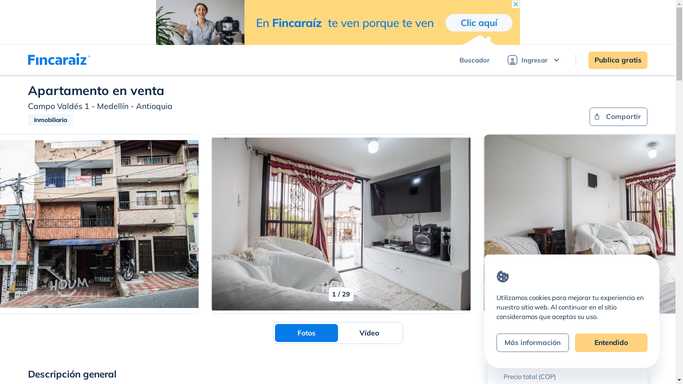 En Fincaraíz te ven porque te ven
Clic aquí
Fincaraíz
Buscador
Ingresar
Publica gratis
Apartamento en venta
Campo Valdés 1 - Medellín - Antioquia
Inmobiliaria
Compartir
HOUM
1 / 29
Utilizamos cookies para mejorar tu experiencia en
nuestro sitio web. Al continuar en el sitio
consideramos que aceptas su uso.
Más información
Entendido
Fotos
Vídeo
Descripción general
Precio total (COP)